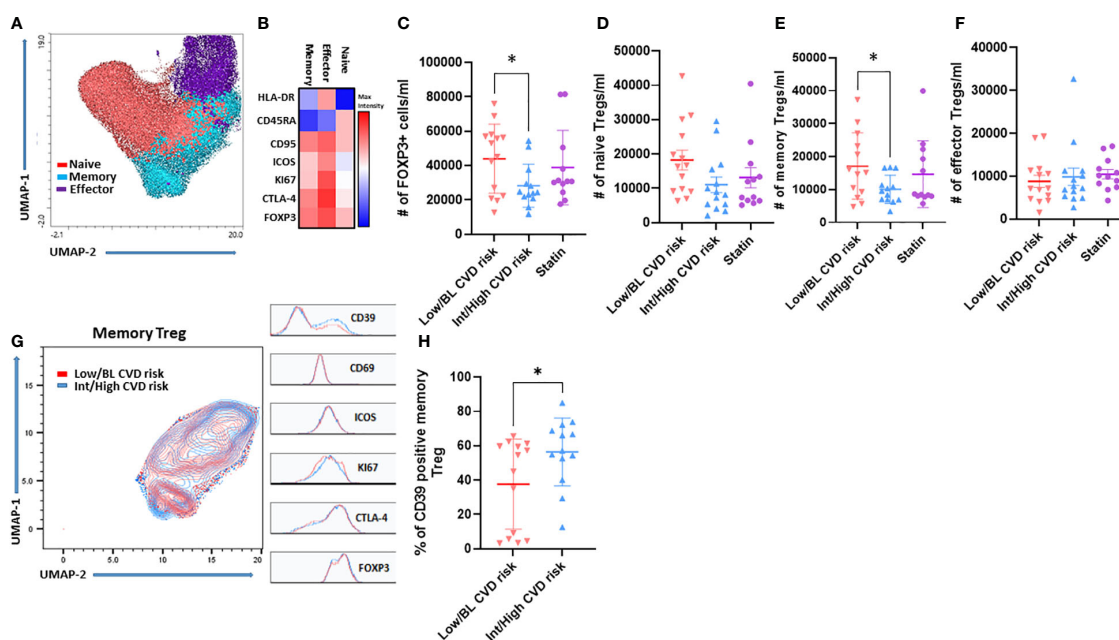 A
19.0
-2.0
-2.1
20.0
UMAP-1
UMAP-2
Naive
Memory
Effector
B
Memory
Effector
Naive
HLA-DR
CD45RA
CD95
ICOS
KI67
CTLA-4
FOXP3
Max
Intensity
C
# of FOXP3+ cells/ml
100000
80000
60000
40000
20000
0
*
Low/BL CVD risk
Int/High CVD risk
Statin
D
# of naive Tregs/ml
50000
40000
30000
20000
10000
0
Low/BL CVD risk
Int/High CVD risk
Statin
E
# of memory Tregs/ml
50000
40000
30000
20000
10000
0
*
Low/BL CVD risk
Int/High CVD risk
Statin
F
# of effector Tregs/ml
40000
30000
20000
10000
0
Low/BL CVD risk
Int/High CVD risk
Statin
G
Memory Treg
Low/BL CVD risk
Int/High CVD risk
15
10
5
0
0
5.0
10
15
20
UMAP-1
UMAP-2
CD39
CD69
ICOS
KI67
CTLA-4
FOXP3
H
% of CD39 positive memory
Treg
100
80
60
40
20
0
*
Low/BL CVD risk
Int/High CVD risk